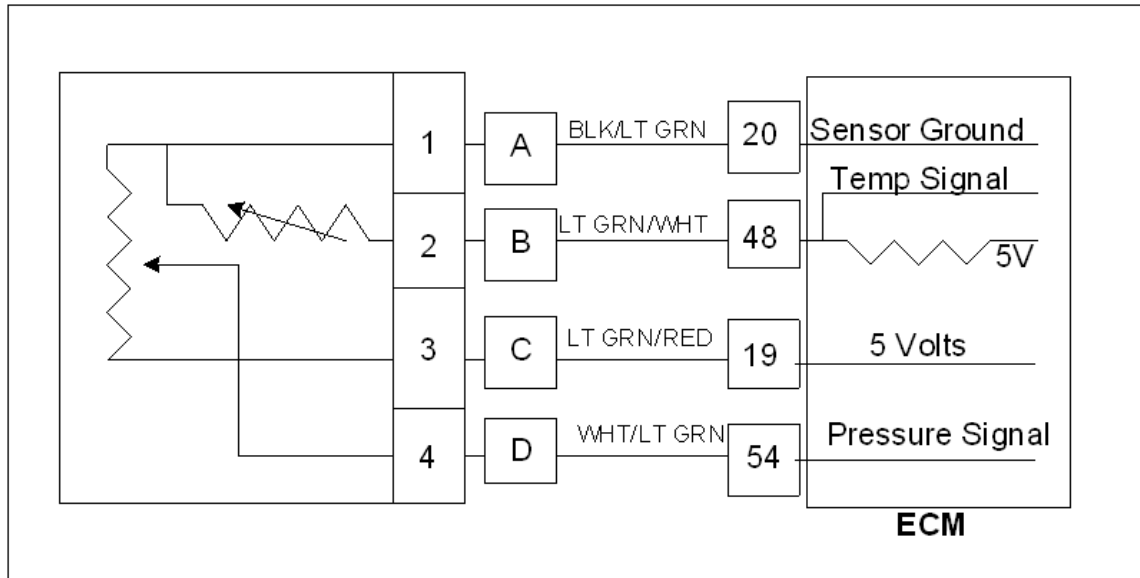 1 A BLK/LT GRN 20 Sensor Ground
Temp Signal
2 B LT GRN/WHT 48 5V
3 C LT GRN/RED 19 5 Volts
4 D WHT/LT GRN 54 Pressure Signal
ECM